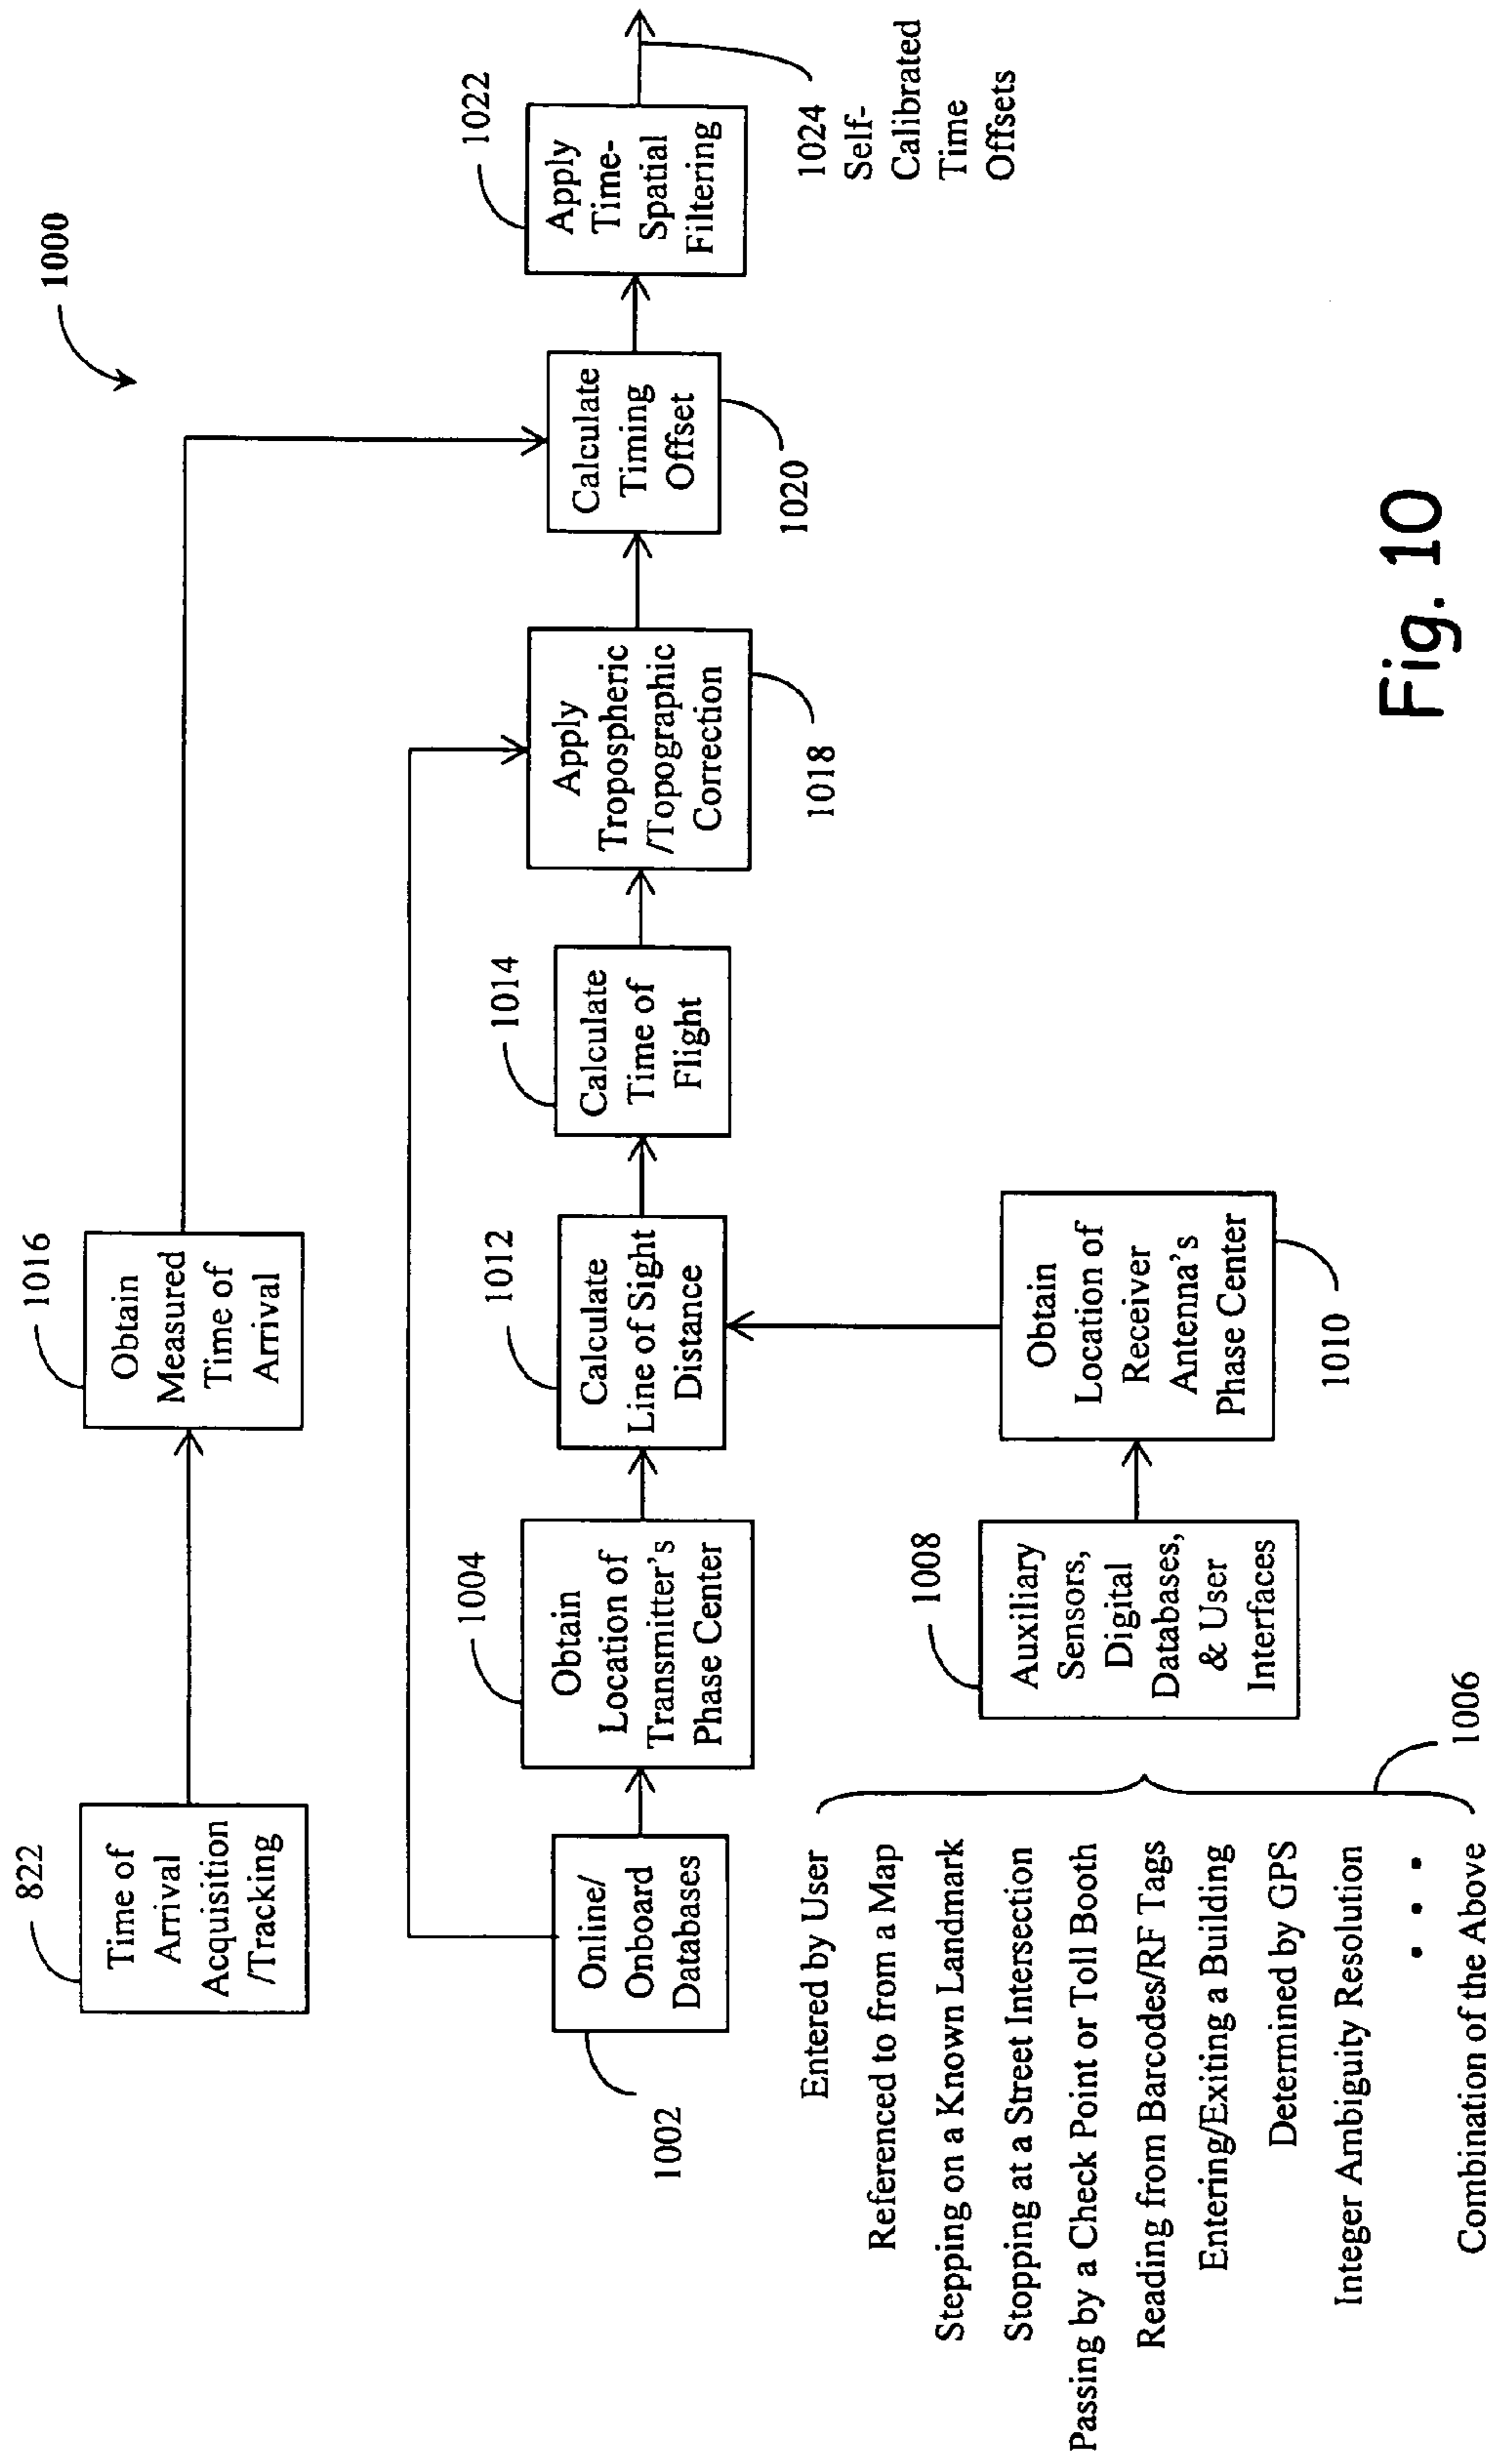 1000
822
Time of
Arrival
Acquisition
/Tracking
1016
Obtain
Measured
Time of
Arrival
1002
Online/
Onboard
Databases
1004
Obtain
Location of
Transmitter's
Phase Center
1012
Calculate
Line of Sight
Distance
1014
Calculate
Time of
Flight
Apply
Tropospheric
/Topographic
Correction
1018
Calculate
Timing
Offset
1020
1022
Apply
Time-
Spatial
Filtering
1024
Self-
Calibrated
Time
Offsets
Entered by User
Referenced to from a Map
Stepping on a Known Landmark
Stopping at a Street Intersection
Passing by a Check Point or Toll Booth
Reading from Barcodes/RF Tags
Entering/Exiting a Building
Determined by GPS
Integer Ambiguity Resolution
• • •
Combination of the Above
1006
1008
Auxiliary
Sensors,
Digital
Databases,
& User
Interfaces
Obtain
Location of
Receiver
Antenna's
Phase Center
1010
Fig. 10